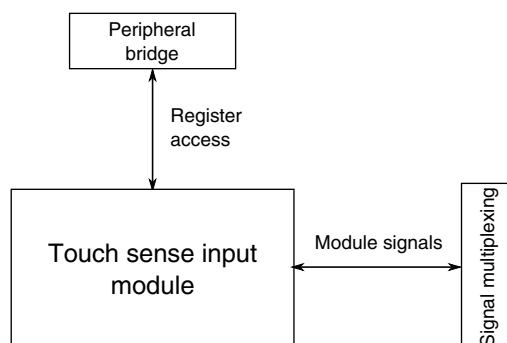 Peripheral
bridge
Register
access
Touch sense input
module
Module signals
Signal multiplexing